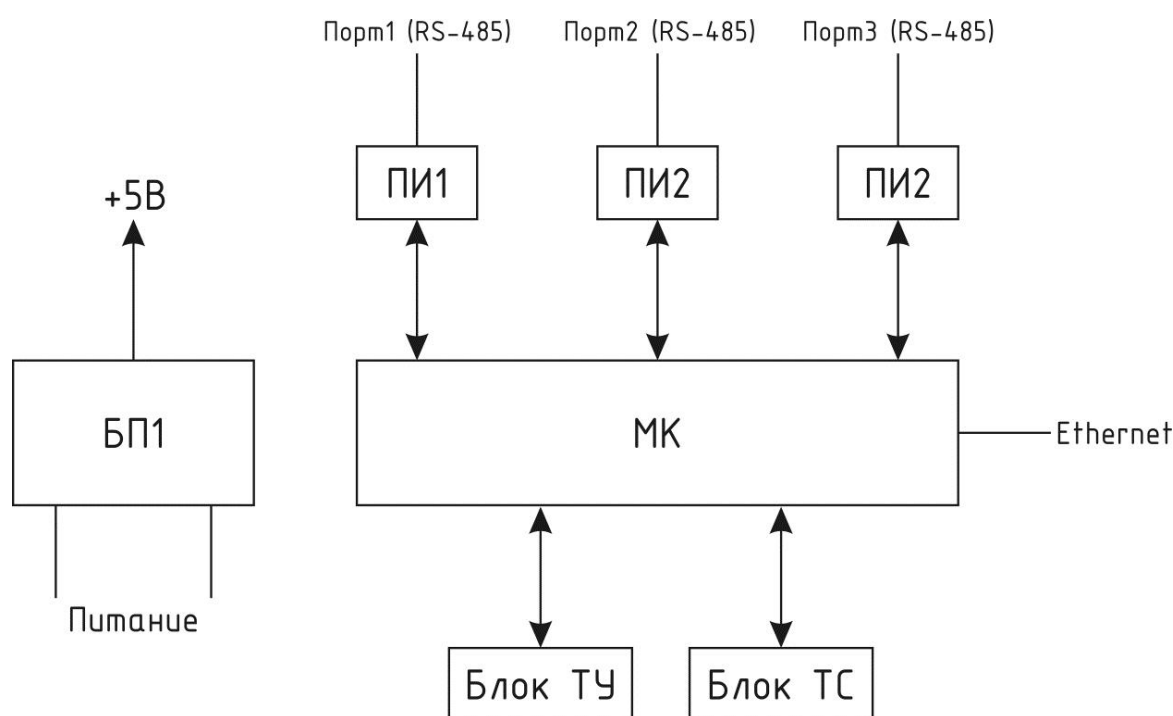 Порт1 (RS-485) Порт2 (RS-485) Порт3 (RS-485)
ПИ1 ПИ2 ПИ2
+5В
БП1 МК Ethernet
Питание
Блок ТУ Блок ТС